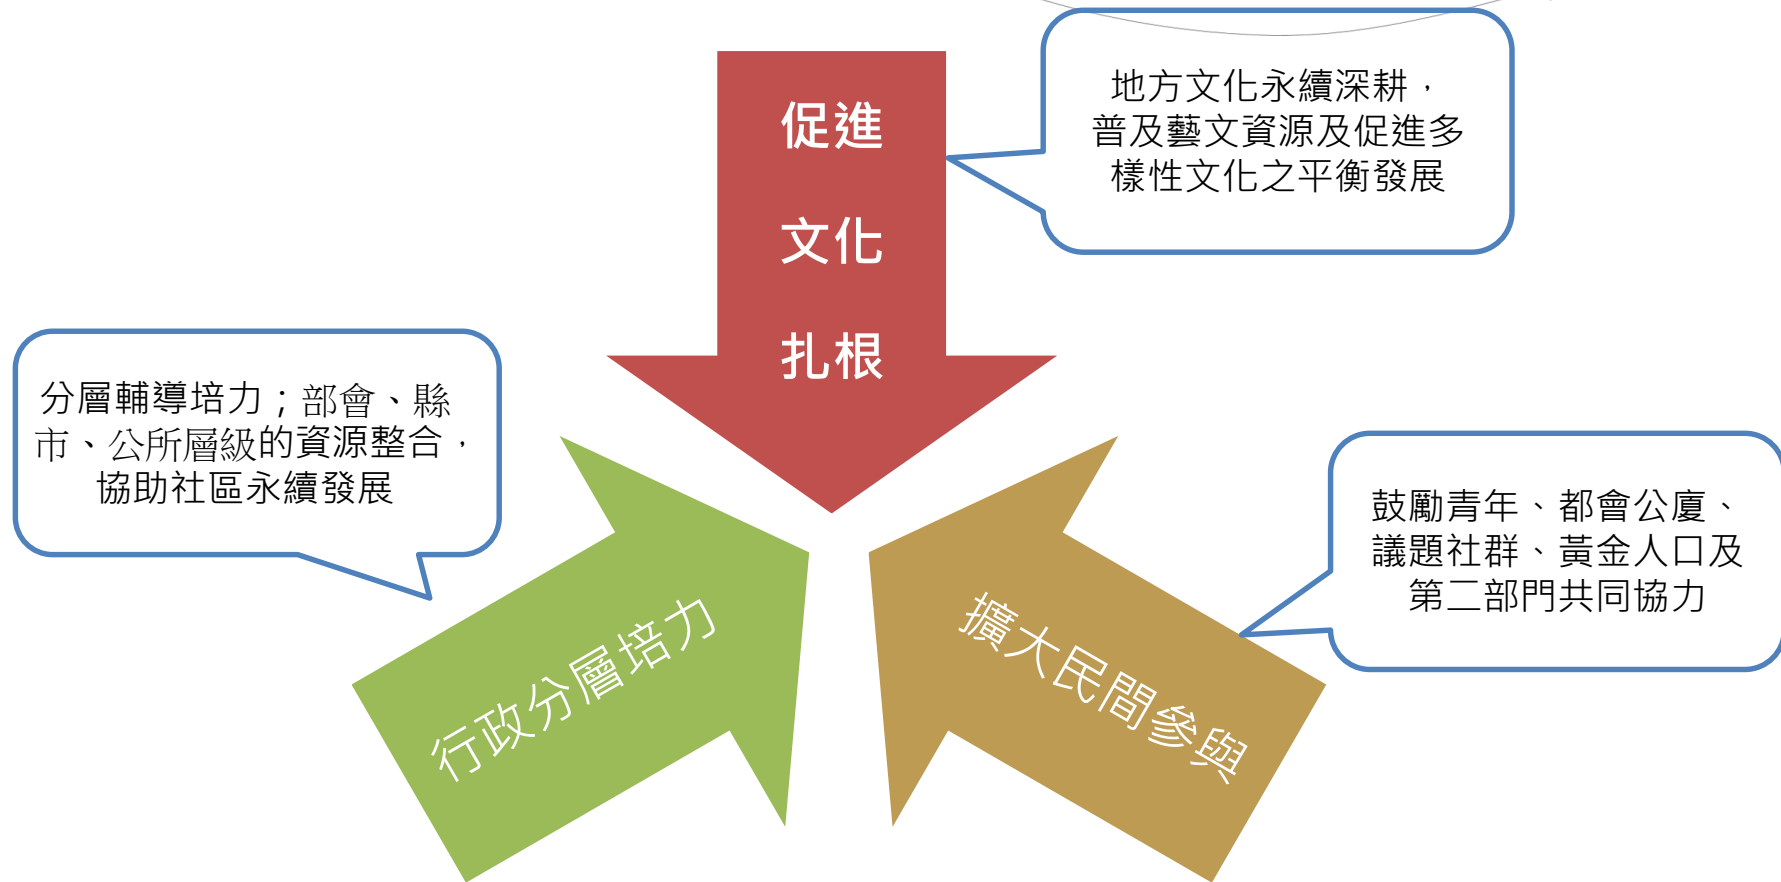 促進
文化
扎根
地方文化永續深耕，
普及藝文資源及促進多
樣性文化之平衡發展
分層輔導培力；部會、縣
市、公所層級的資源整合，
協助社區永續發展
行政分層培力
擴大民間參與
鼓勵青年、都會公廈、
議題社群、黃金人口及
第二部門共同協力